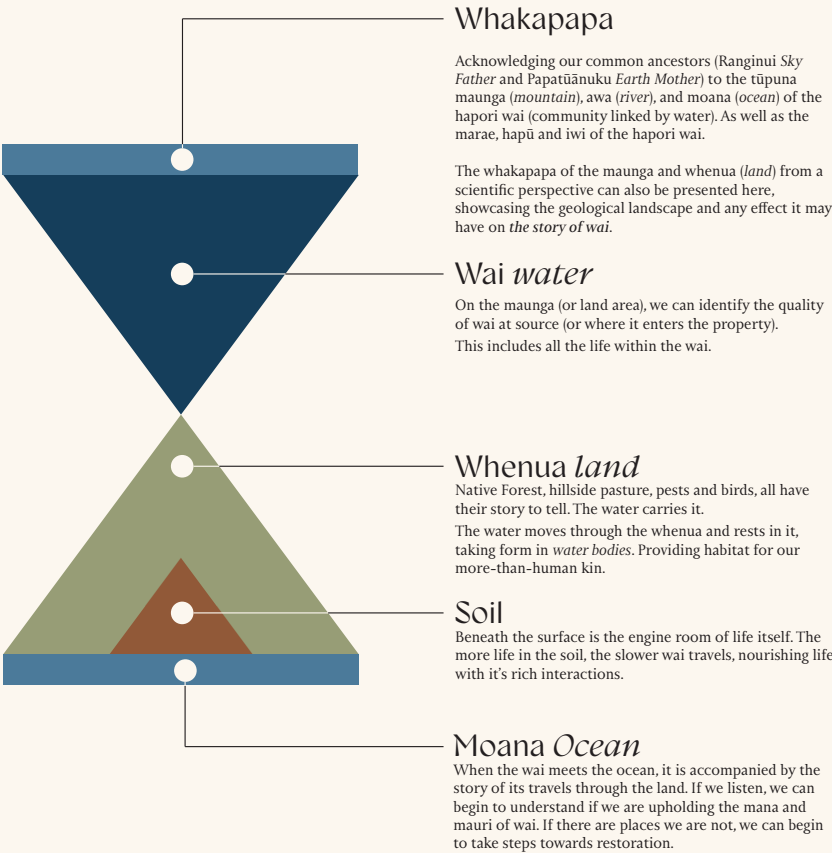 Whakapapa
Acknowledging our common ancestors (Ranginui Sky
Father and Papatūānuku Earth Mother) to the tūpuna
maunga (mountain), awa (river), and moana (ocean) of the
hapori wai (community linked by water). As well as the
marae, hapū and iwi of the hapori wai.
The whakapapa of the maunga and whenua (land) from a
scientific perspective can also be presented here,
showcasing the geological landscape and any effect it may
have on the story of wai.
Wai water
On the maunga (or land area), we can identify the quality
of wai at source (or where it enters the property).
This includes all the life within the wai.
Whenua land
Native Forest, hillside pasture, pests and birds, all have
their story to tell. The water carries it.
The water moves through the whenua and rests in it,
taking form in water bodies. Providing habitat for our
more-than-human kin.
Soil
Beneath the surface is the engine room of life itself. The
more life in the soil, the slower wai travels, nourishing life
with it's rich interactions.
Moana Ocean
When the wai meets the ocean, it is accompanied by the
story of its travels through the land. If we listen, we can
begin to understand if we are upholding the mana and
mauri of wai. If there are places we are not, we can begin
to take steps towards restoration.